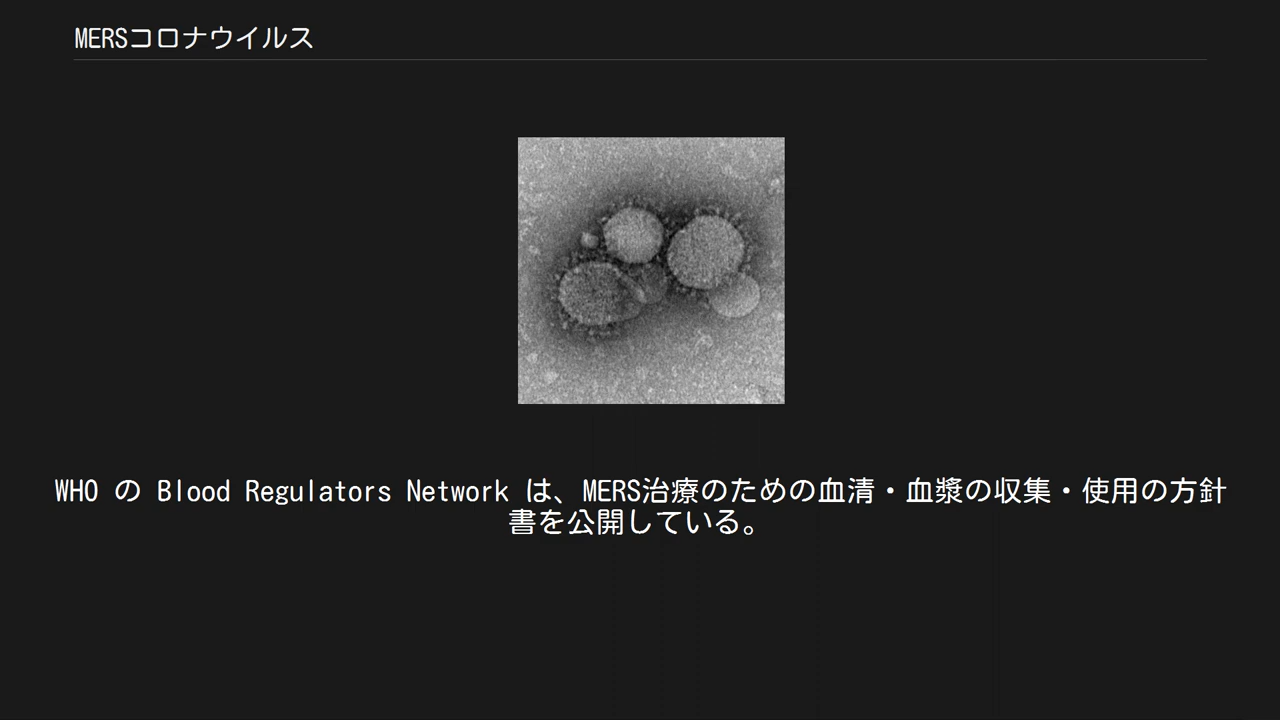 MERSコロナウイルス
WHO の Blood Regulators Network は、MERS治療のための血清・血漿の収集・使用の方針
書を公開している。